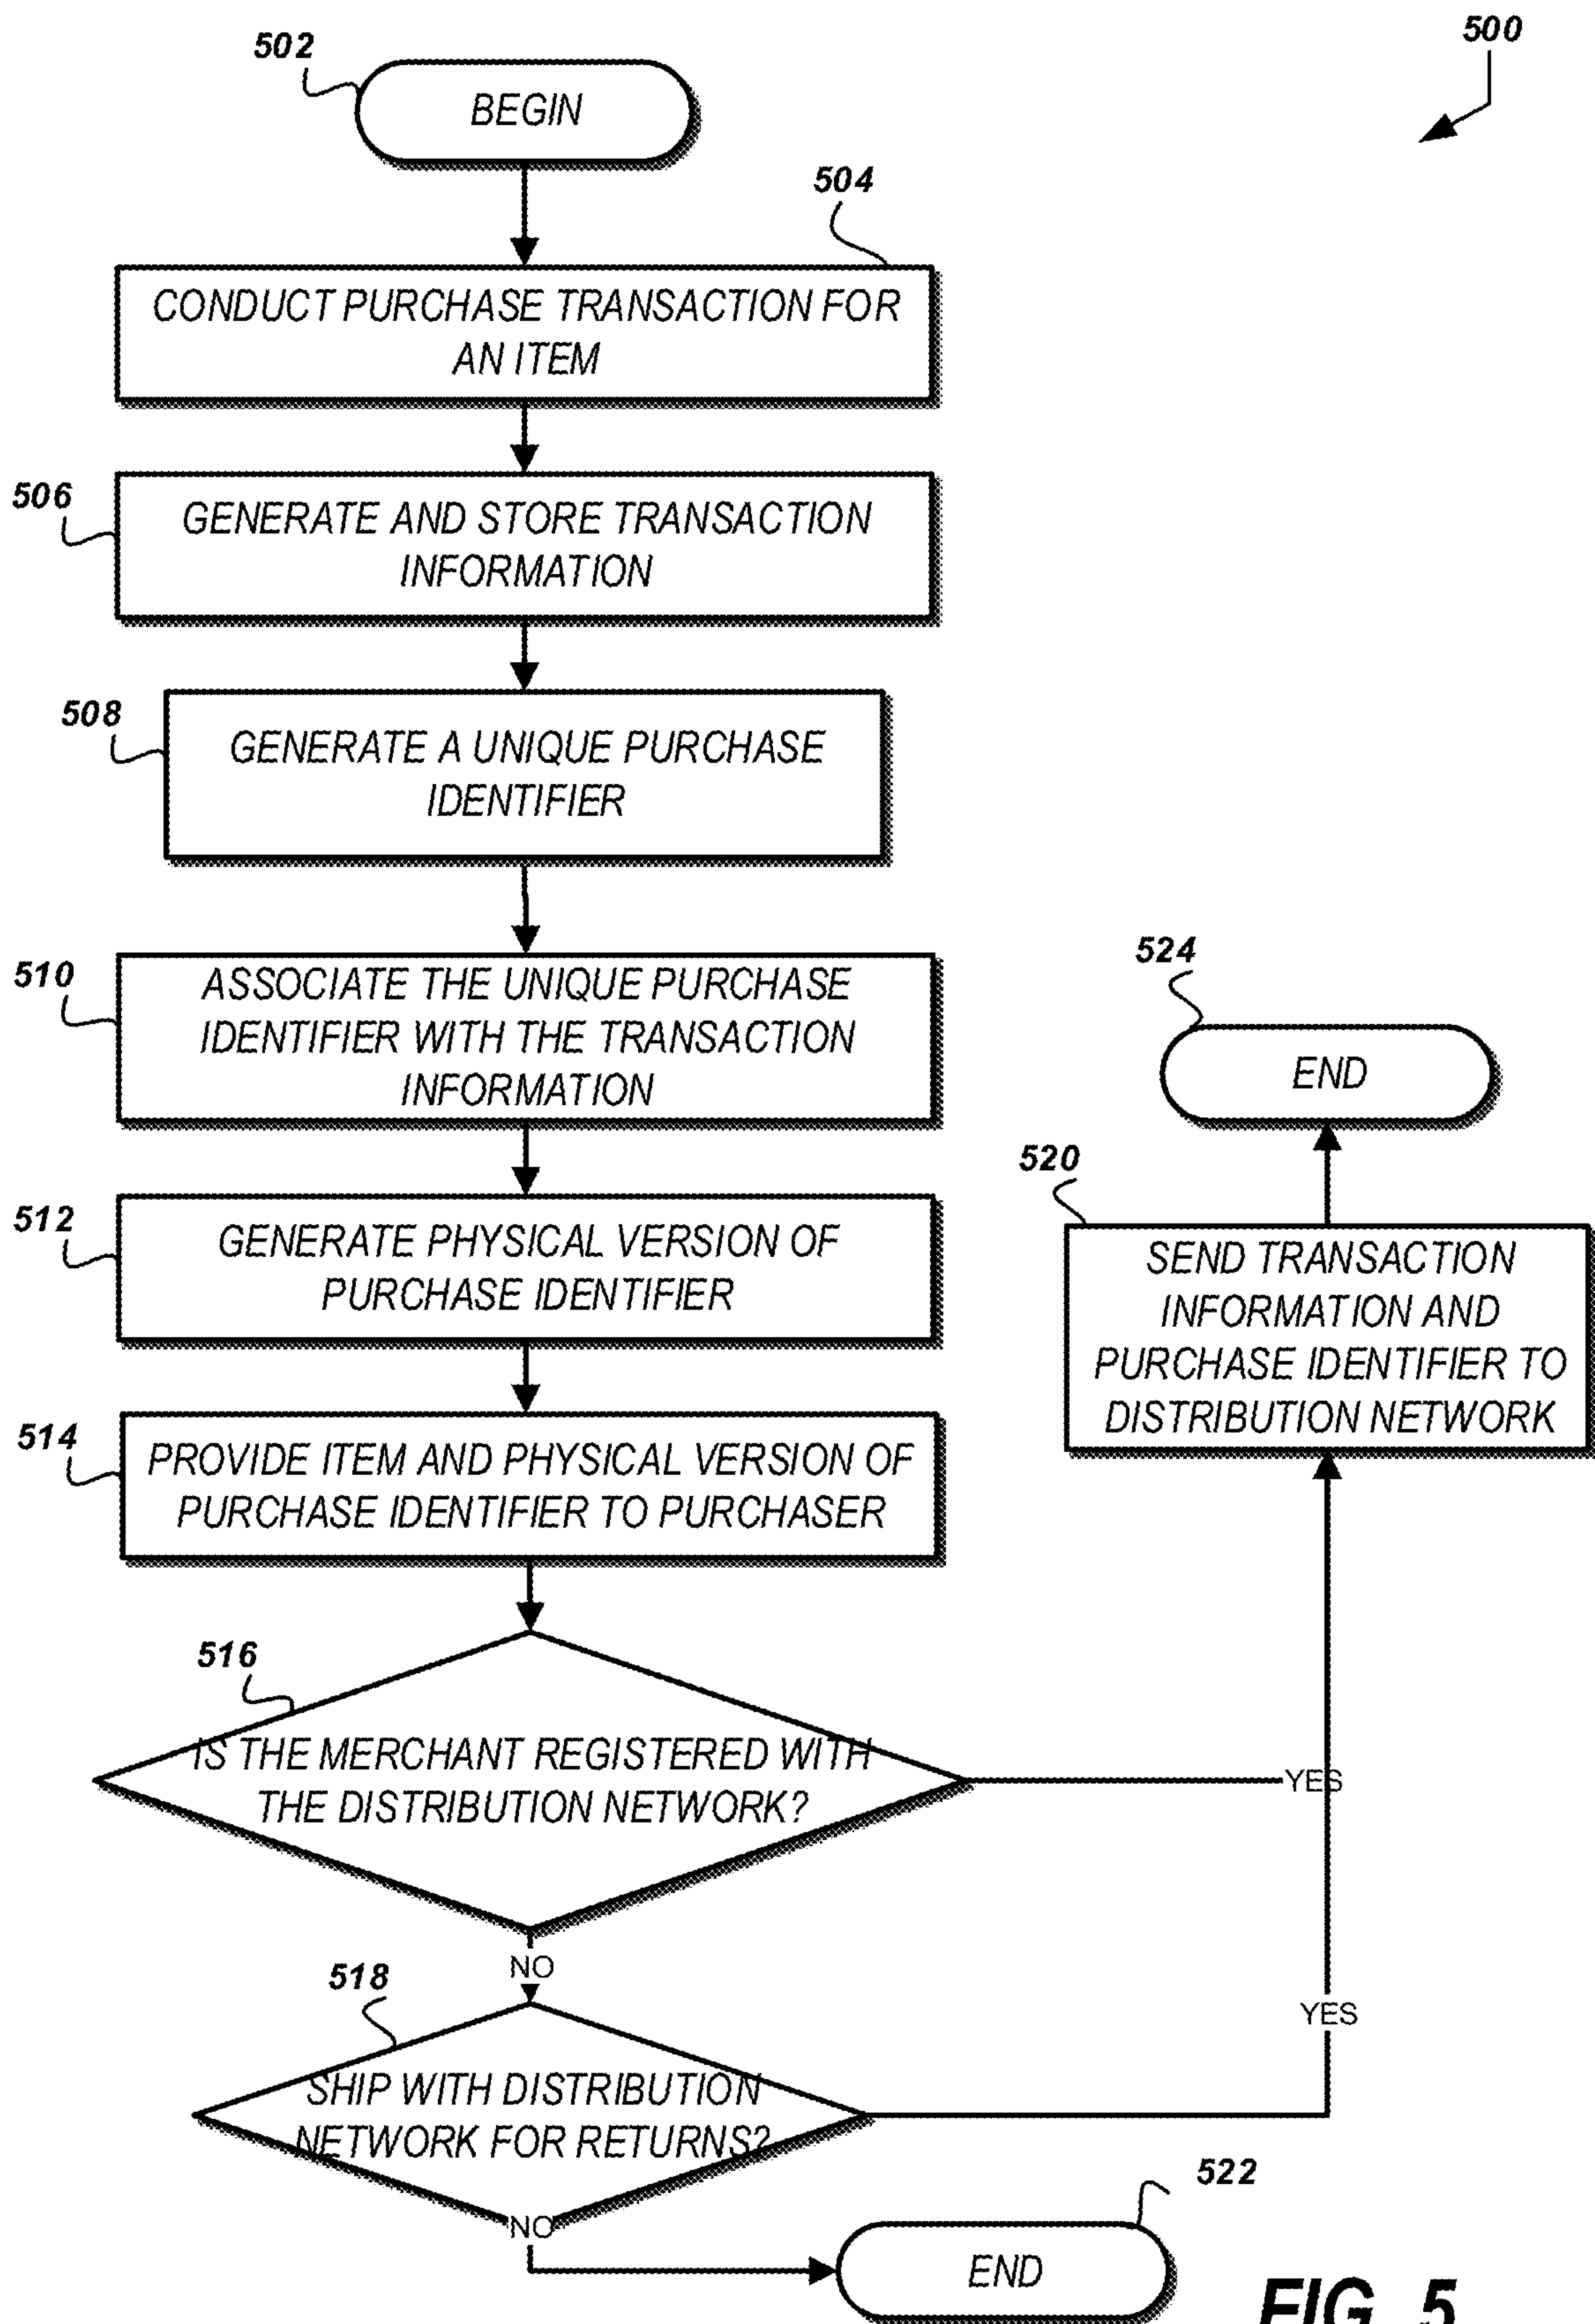 500
502
BEGIN
504
CONDUCT PURCHASE TRANSACTION FOR
AN ITEM
506
GENERATE AND STORE TRANSACTION
INFORMATION
508
GENERATE A UNIQUE PURCHASE
IDENTIFIER
510
ASSOCIATE THE UNIQUE PURCHASE
IDENTIFIER WITH THE TRANSACTION
INFORMATION
512
GENERATE PHYSICAL VERSION OF
PURCHASE IDENTIFIER
514
PROVIDE ITEM AND PHYSICAL VERSION OF
PURCHASE IDENTIFIER TO PURCHASER
516
IS THE MERCHANT REGISTERED WITH
THE DISTRIBUTION NETWORK?
YES
NO
518
SHIP WITH DISTRIBUTION
NETWORK FOR RETURNS?
YES
NO
522
END
520
SEND TRANSACTION
INFORMATION AND
PURCHASE IDENTIFIER TO
DISTRIBUTION NETWORK
524
END
FIG. 5